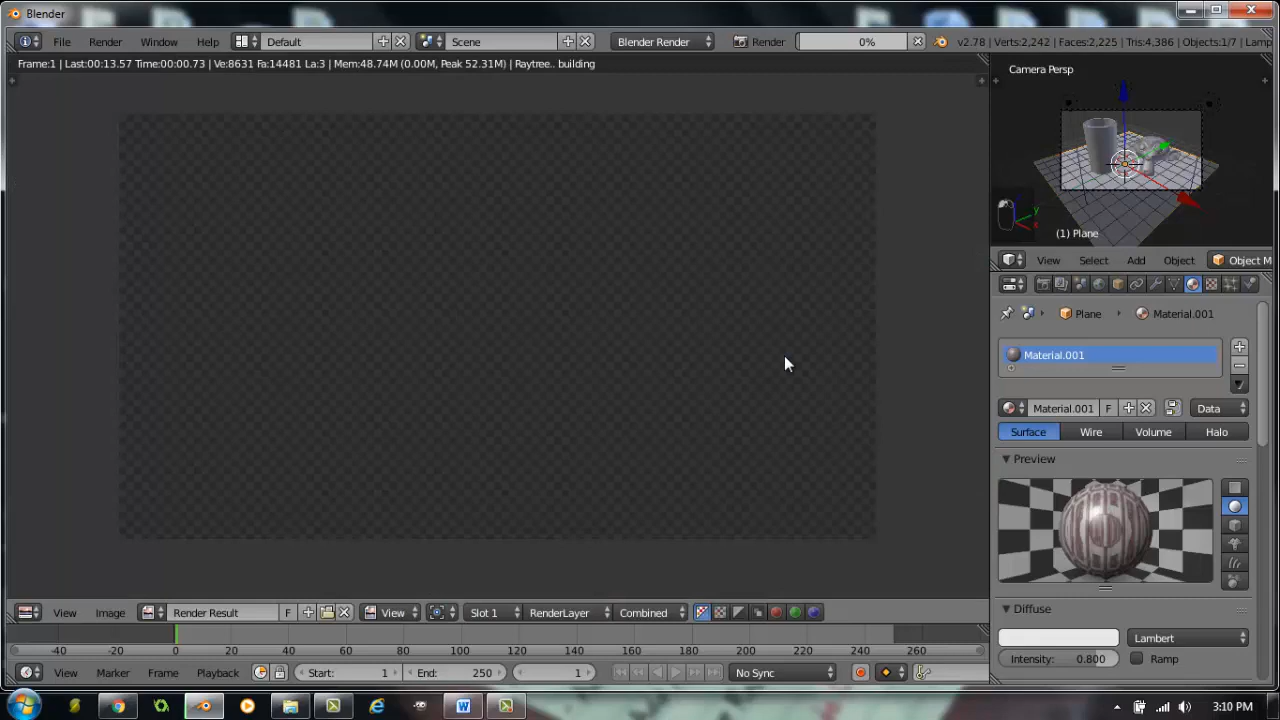 Blender
File Render Window Help Default Scene Blender Render Render 0% v2.78 | Verts:2,242 | Faces:2,225 | Tris:4,386 | Objects:1/7 | Lamp
Frame:1 | Last:00:13.57 Time:00:00.73 | Ve:8631 Fa:14481 La:3 | Mem:48.74M (0.00M, Peak 52.31M) | Raytree.. building
Camera Persp
(1) Plane
View Select Add Object Object M
Plane Material.001
Material.001
Material.001 F Data
Surface Wire Volume Halo
Preview
Diffuse
Lambert
Intensity: 0.800 Ramp
View Image Render Result F View Slot 1 RenderLayer Combined
-40 -20 0 20 40 60 80 100 120 140 160 180 200 220 240 260
View Marker Frame Playback Start: 1 End: 250 1 No Sync
3:10 PM